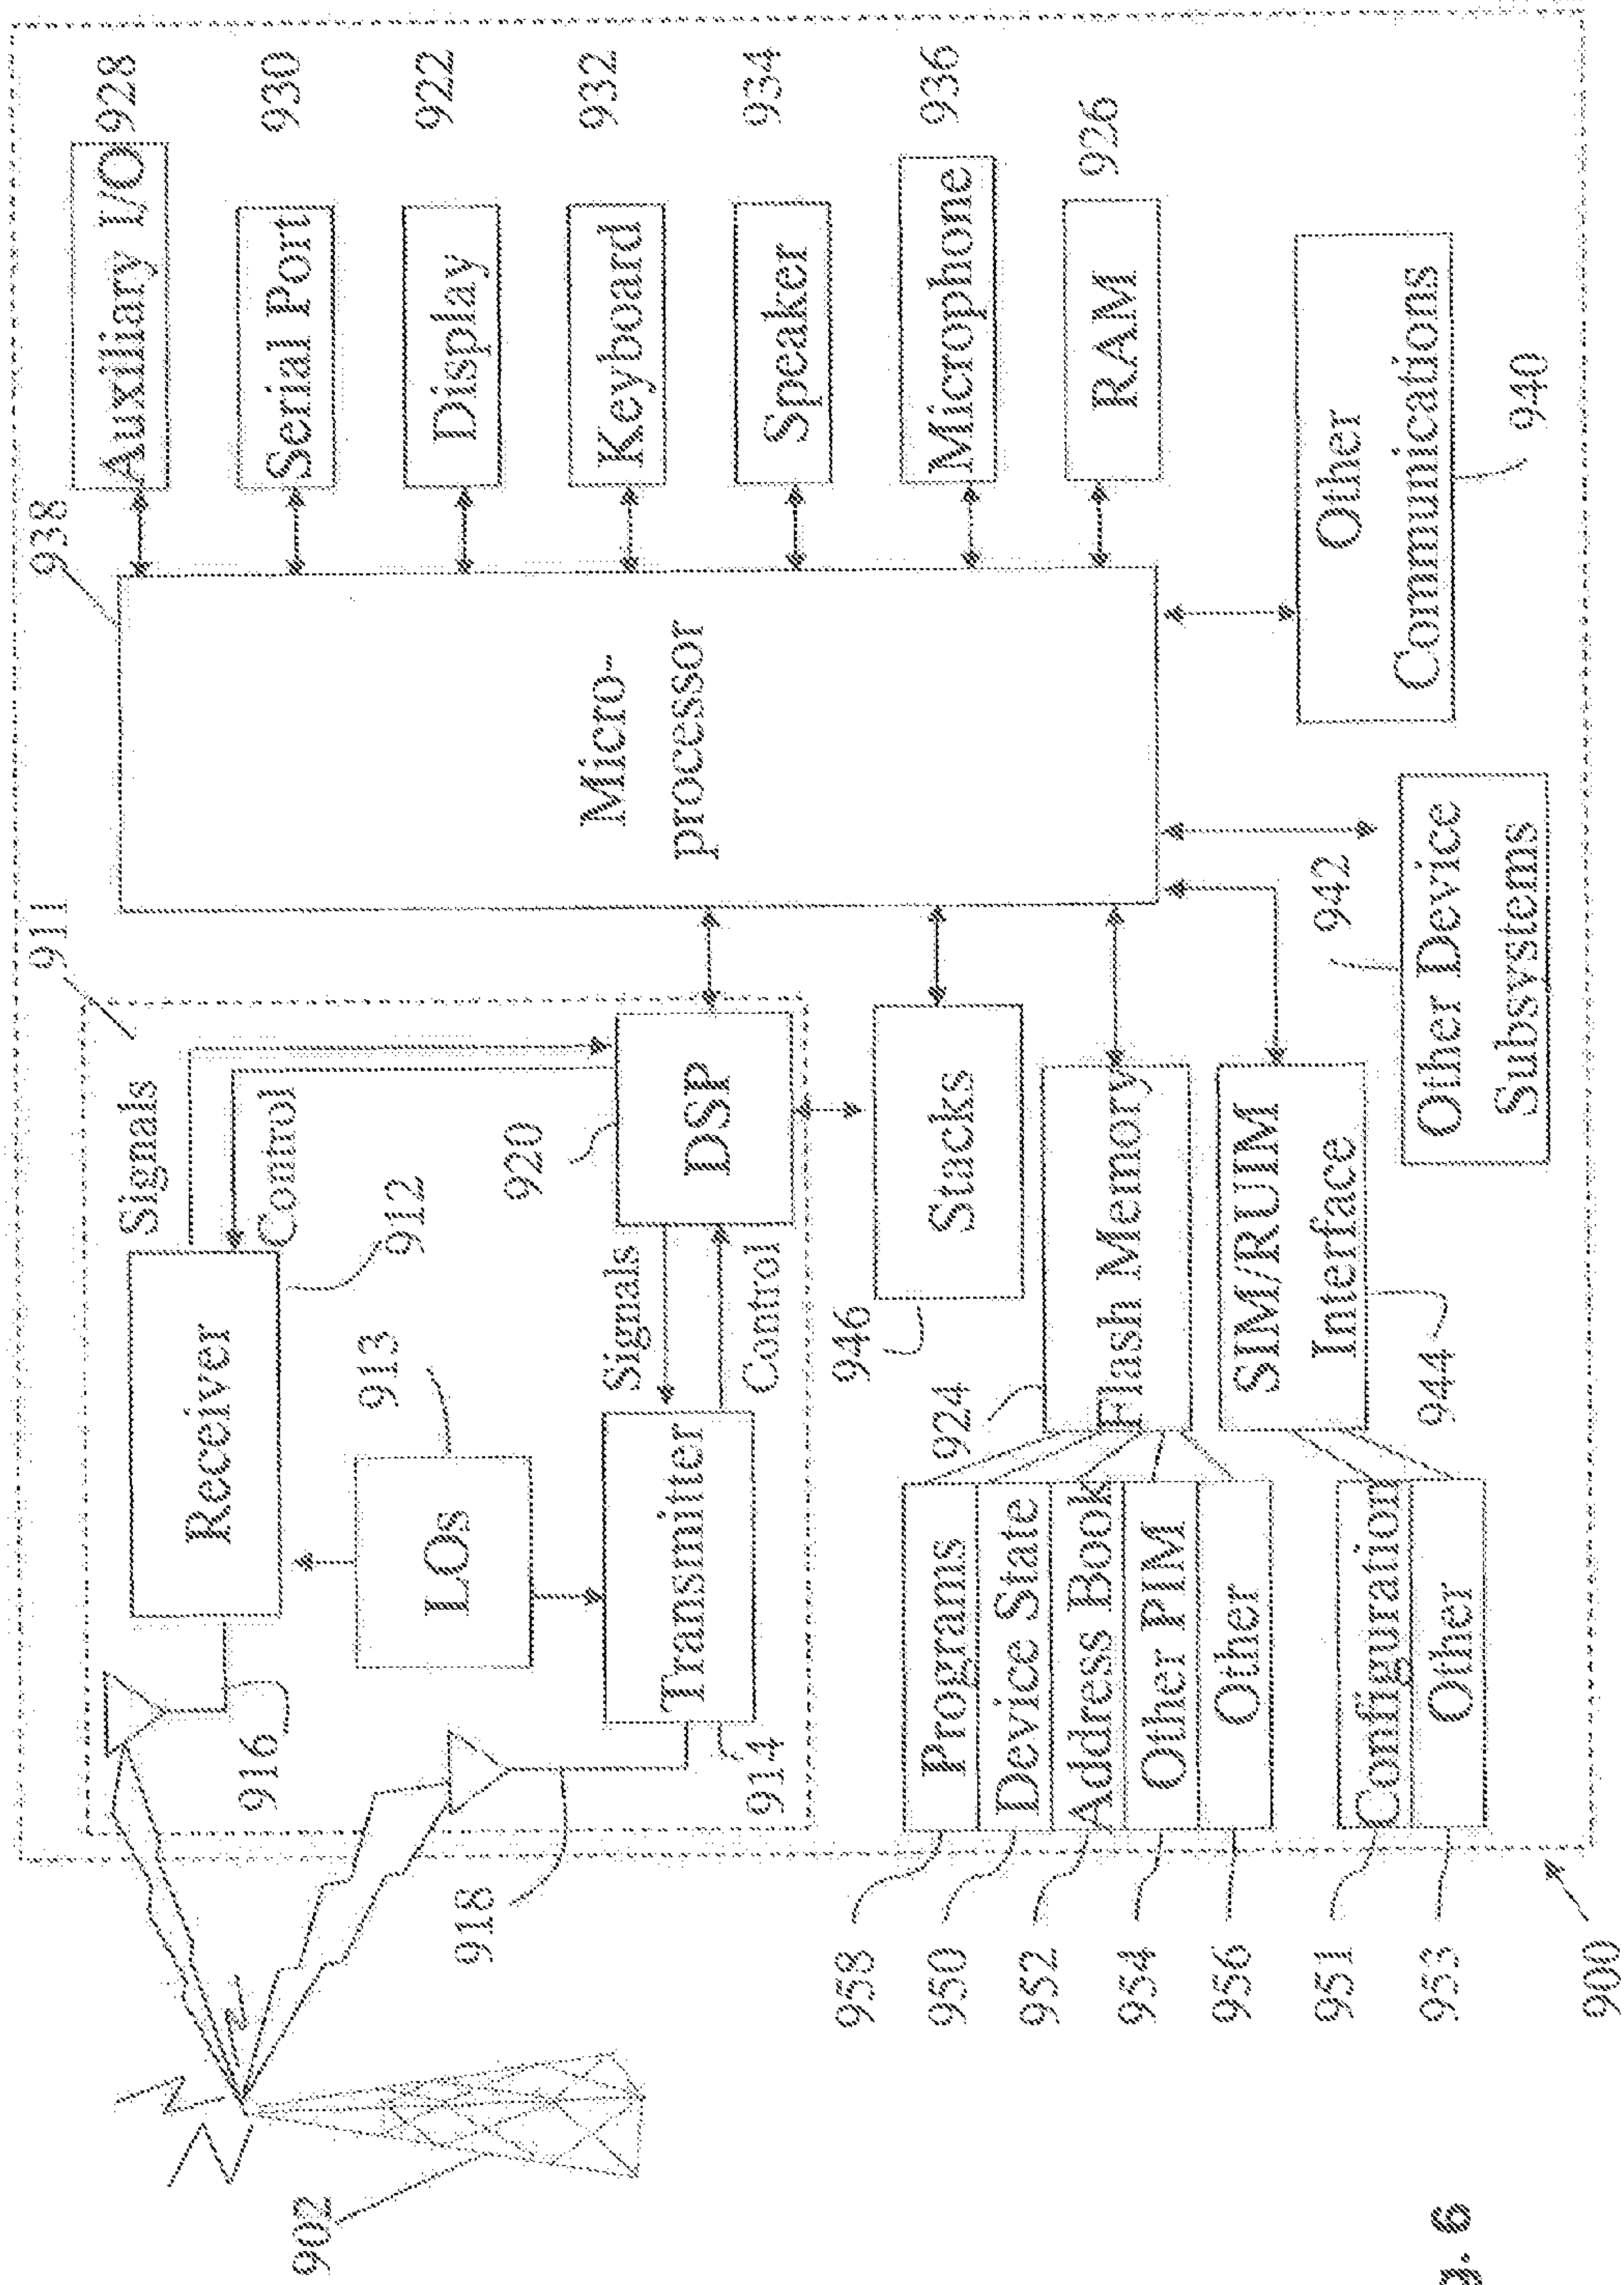 911
938
Signals
Control
Receiver
912
916
913
LOs
920
DSP
Signals
Control
Transmitter
914
918
902
Micro-
processor
Auxiliary I/O
928
Serial Port
930
Display
922
Keyboard
932
Speaker
934
Microphone
936
RAM
926
946
Stacks
924
Flash Memory
958
Programs
950
Device State
952
Address Book
954
Other PIM
956
Other
SIM/RUIM
Interface
944
951
Configuration
953
Other
942
Other Device
Subsystems
Other
Communications
940
900
g. 6